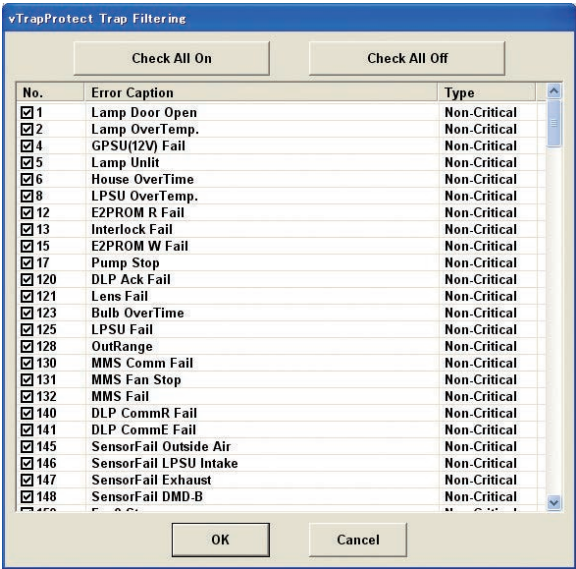 vTrapProtect Trap Filtering
Check All On Check All Off
No. Error Caption Type
1 Lamp Door Open Non-Critical
2 Lamp OverTemp. Non-Critical
4 GPSU(12V) Fail Non-Critical
5 Lamp Unlit Non-Critical
6 House OverTime Non-Critical
8 LPSU OverTemp. Non-Critical
12 E2PROM R Fail Non-Critical
13 Interlock Fail Non-Critical
15 E2PROM W Fail Non-Critical
17 Pump Stop Non-Critical
120 DLP Ack Fail Non-Critical
121 Lens Fail Non-Critical
123 Bulb OverTime Non-Critical
125 LPSU Fail Non-Critical
128 OutRange Non-Critical
130 MMS Comm Fail Non-Critical
131 MMS Fan Stop Non-Critical
132 MMS Fail Non-Critical
140 DLP CommR Fail Non-Critical
141 DLP CommE Fail Non-Critical
145 SensorFail Outside Air Non-Critical
146 SensorFail LPSU Intake Non-Critical
147 SensorFail Exhaust Non-Critical
148 SensorFail DMD-B Non-Critical
OK Cancel